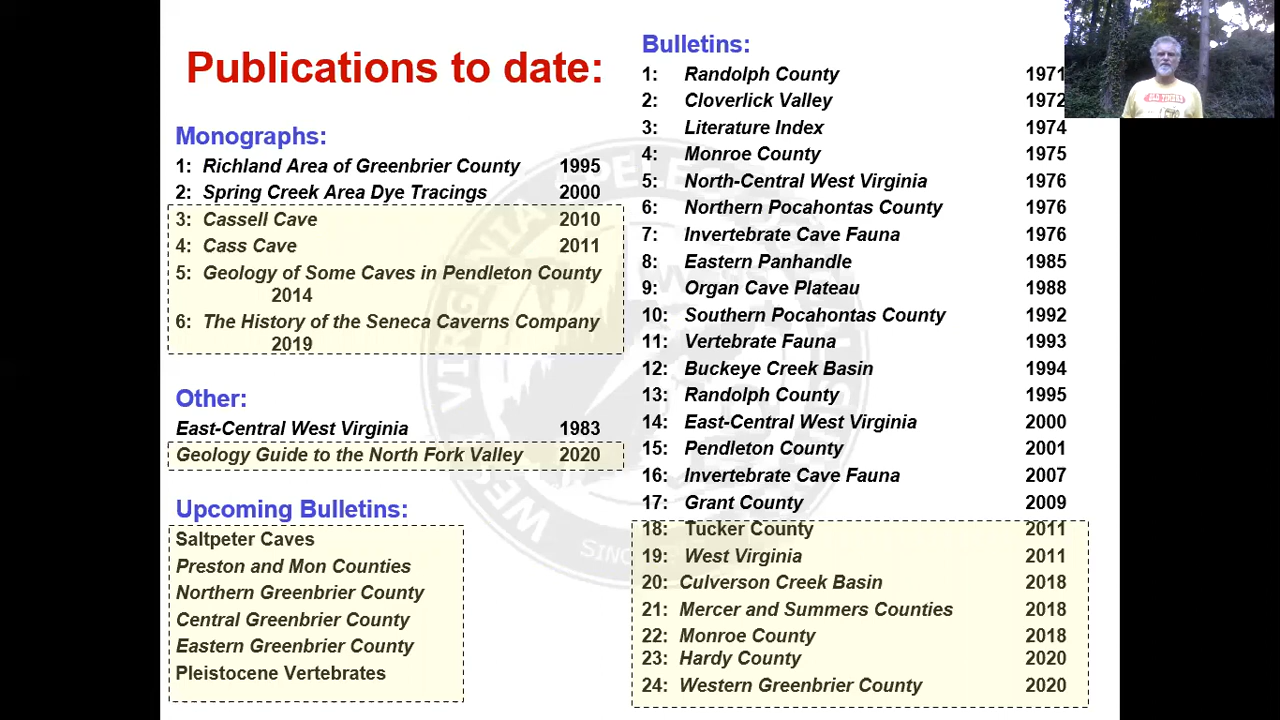 Publications to date:
Monographs:
1: Richland Area of Greenbrier County 1995
2: Spring Creek Area Dye Tracings 2000
3: Cassell Cave 2010
4: Cass Cave 2011
5: Geology of Some Caves in Pendleton County
2014
6: The History of the Seneca Caverns Company
2019
Other:
East-Central West Virginia 1983
Geology Guide to the North Fork Valley 2020
Upcoming Bulletins:
Saltpeter Caves
Preston and Mon Counties
Northern Greenbrier County
Central Greenbrier County
Eastern Greenbrier County
Pleistocene Vertebrates
Bulletins:
1: Randolph County 1971
2: Cloverlick Valley 1972
3: Literature Index 1974
4: Monroe County 1975
5: North-Central West Virginia 1976
6: Northern Pocahontas County 1976
7: Invertebrate Cave Fauna 1976
8: Eastern Panhandle 1985
9: Organ Cave Plateau 1988
10: Southern Pocahontas County 1992
11: Vertebrate Fauna 1993
12: Buckeye Creek Basin 1994
13: Randolph County 1995
14: East-Central West Virginia 2000
15: Pendleton County 2001
16: Invertebrate Cave Fauna 2007
17: Grant County 2009
18: Tucker County 2011
19: West Virginia 2011
20: Culverson Creek Basin 2018
21: Mercer and Summers Counties 2018
22: Monroe County 2018
23: Hardy County 2020
24: Western Greenbrier County 2020
OLD TIMERS